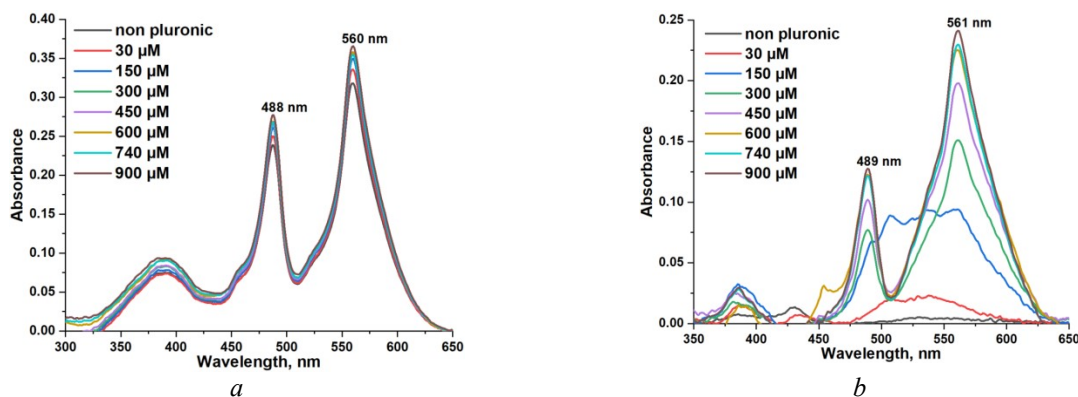 0.40
0.35
0.30
0.25
0.20
0.15
0.10
0.05
0.00
Absorbance
non pluronic
30 μM
150 μM
300 μM
450 μM
600 μM
740 μM
900 μM
488 nm
560 nm
300 350 400 450 500 550 600 650
Wavelength, nm
a
0.25
0.20
0.15
0.10
0.05
0.00
Absorbance
non pluronic
30 μM
150 μM
300 μM
450 μM
600 μM
740 μM
900 μM
489 nm
561 nm
350 400 450 500 550 600 650
Wavelength, nm
b